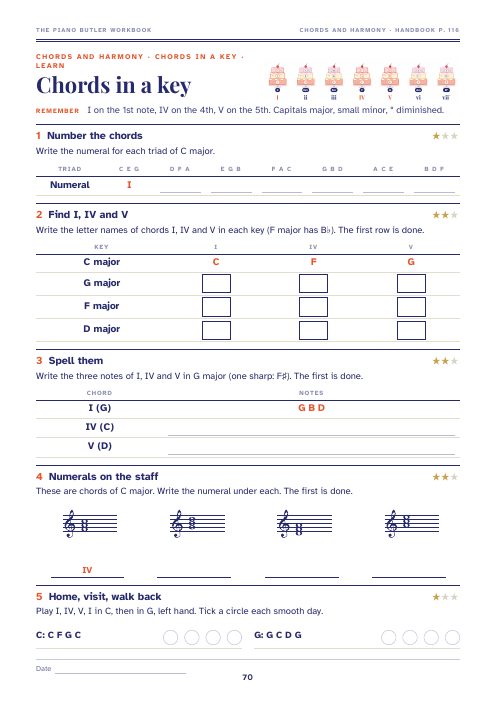 THE PIANO BUTLER WORKBOOK
CHORDS AND HARMONY · HANDBOOK P. 116
CHORDS AND HARMONY · CHORDS IN A KEY ·
LEARN
Chords in a key
I ii iii IV V vi vii°
REMEMBER I on the 1st note, IV on the 4th, V on the 5th. Capitals major, small minor, ° diminished.
1 Number the chords
Write the numeral for each triad of C major.
TRIAD C E G D F A E G B F A C G B D A C E B D F
Numeral I
2 Find I, IV and V
Write the letter names of chords I, IV and V in each key (F major has B♭). The first row is done.
KEY I IV V
C major C F G
G major
F major
D major
3 Spell them
Write the three notes of I, IV and V in G major (one sharp: F♯). The first is done.
CHORD NOTES
I (G) G B D
IV (C)
V (D)
4 Numerals on the staff
These are chords of C major. Write the numeral under each. The first is done.
IV
5 Home, visit, walk back
Play I, IV, V, I in C, then in G, left hand. Tick a circle each smooth day.
C: C F G C
G: G C D G
Date
70